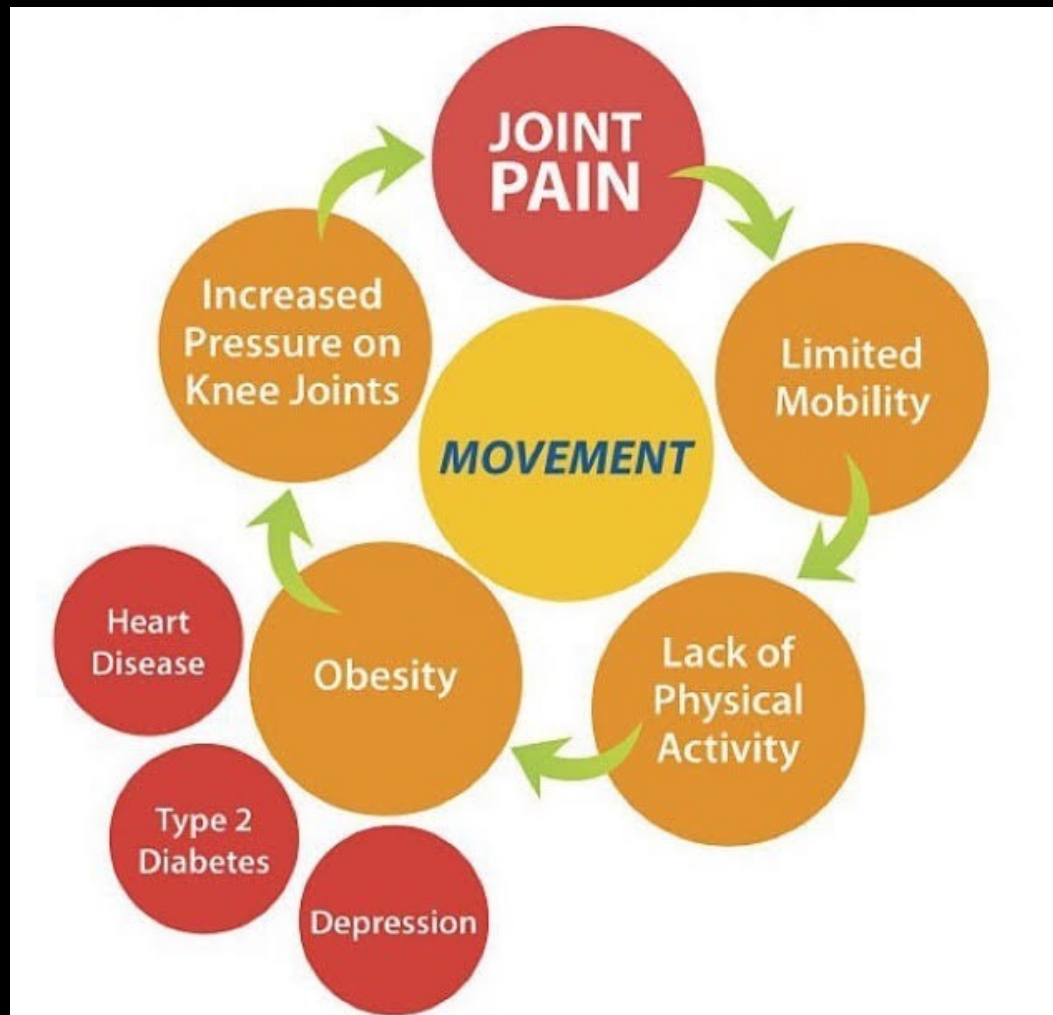 JOINT
PAIN
Limited
Mobility
Lack of
Physical
Activity
Obesity
Increased
Pressure on
Knee Joints
MOVEMENT
Heart
Disease
Type 2
Diabetes
Depression